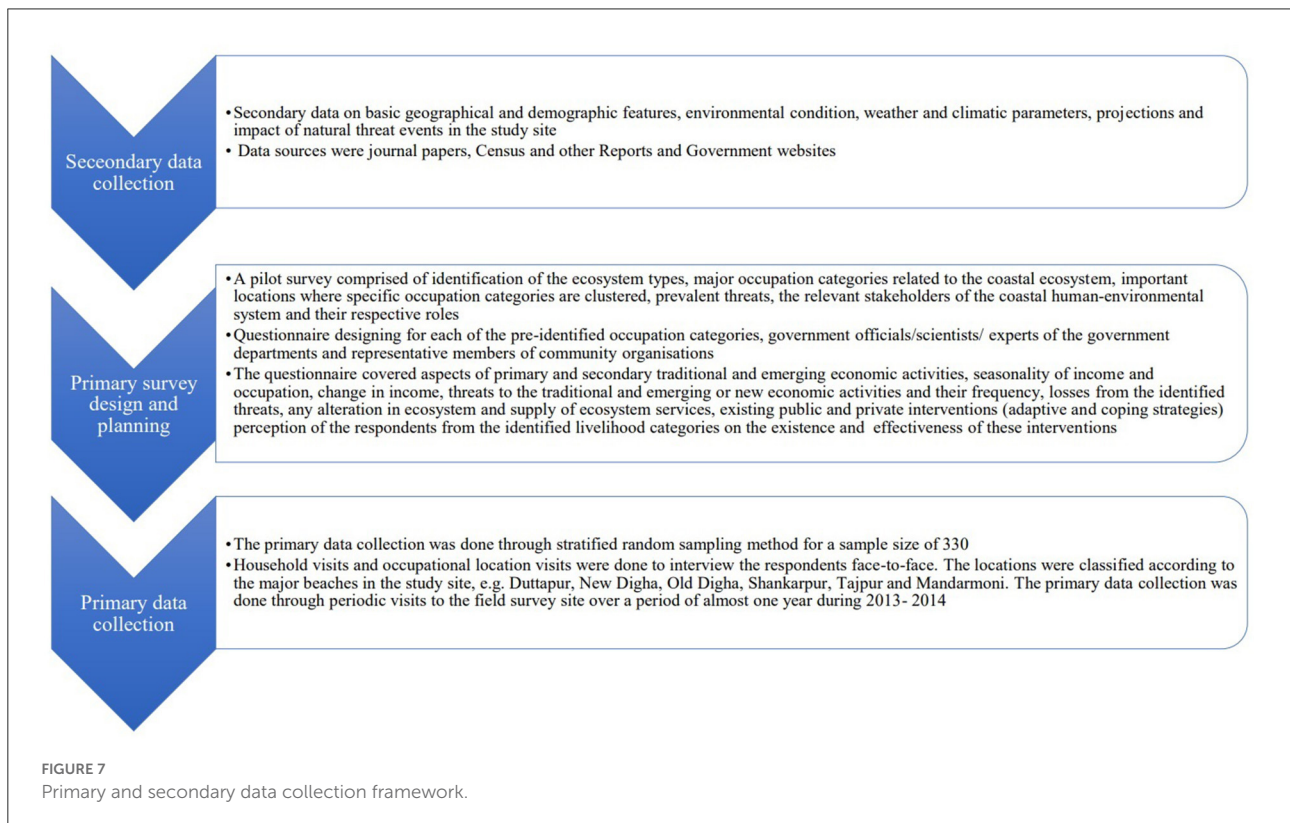 Seceondary data
collection
•Secondary data on basic geographical and demographic features, environmental condition, weather and climatic parameters, projections and
impact of natural threat events in the study site
• Data sources were journal papers, Census and other Reports and Government websites
Primary survey
design and
planning
•A pilot survey comprised of identification of the ecosystem types, major occupation categories related to the coastal ecosystem, important
locations where specific occupation categories are clustered, prevalent threats, the relevant stakeholders of the coastal human-environmental
system and their respective roles
•Questionnaire designing for each of the pre-identified occupation categories, government officials/scientists/ experts of the government
departments and representative members of community organisations
•The questionnaire covered aspects of primary and secondary traditional and emerging economic activities, seasonality of income and
occupation, change in income, threats to the traditional and emerging or new economic activities and their frequency, losses from the identified
threats, any alteration in ecosystem and supply of ecosystem services, existing public and private interventions (adaptive and coping strategies)
perception of the respondents from the identified livelihood categories on the existence and effectiveness of these interventions
Primary data
collection
•The primary data collection was done through stratified random sampling method for a sample size of 330
•Household visits and occupational location visits were done to interview the respondents face-to-face. The locations were classified according to
the major beaches in the study site, e.g. Duttapur, New Digha, Old Digha, Shankarpur, Tajpur and Mandarmoni. The primary data collection was
done through periodic visits to the field survey site over a period of almost one year during 2013- 2014
FIGURE 7
Primary and secondary data collection framework.